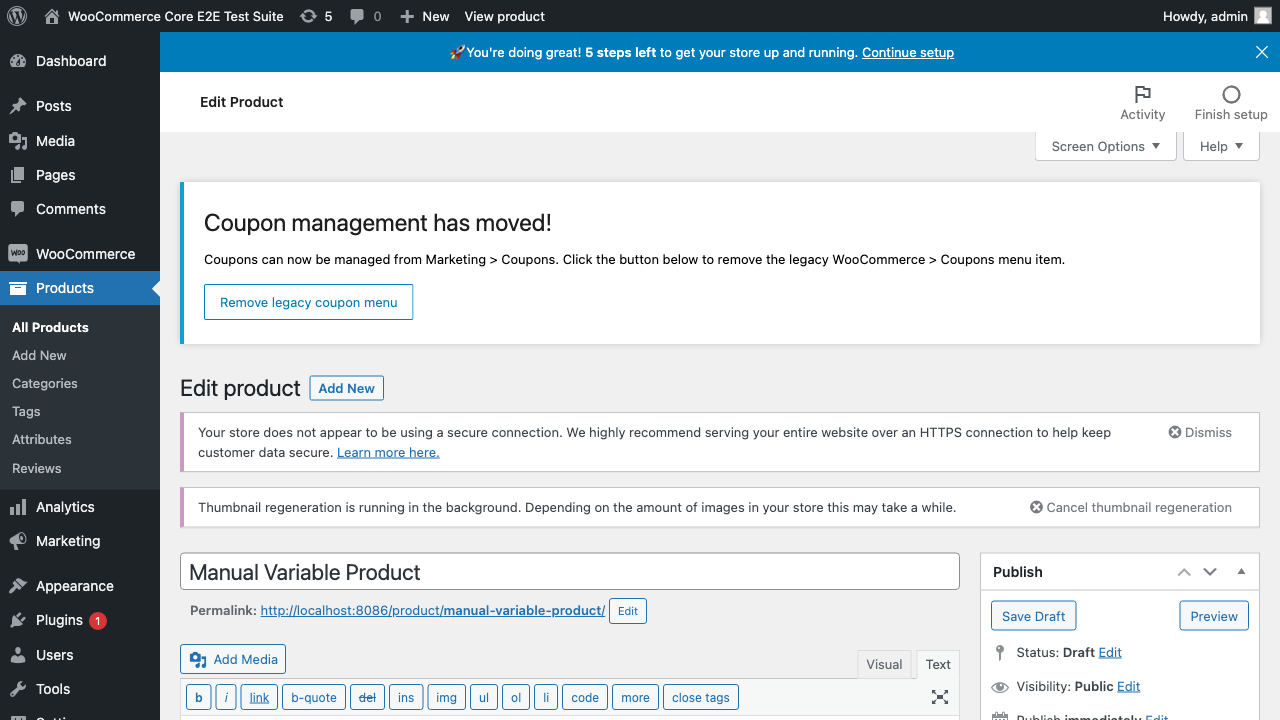 WooCommerce Core E2E Test Suite
5
0
New
View product
Howdy, admin
Dashboard
Posts
Media
Pages
Comments
WooCommerce
Products
All Products
Add New
Categories
Tags
Attributes
Reviews
Analytics
Marketing
Appearance
Plugins 1
Users
Tools
You're doing great! 5 steps left to get your store up and running. Continue setup
Edit Product
Activity
Finish setup
Screen Options
Help
Coupon management has moved!
Coupons can now be managed from Marketing > Coupons. Click the button below to remove the legacy WooCommerce > Coupons menu item.
Remove legacy coupon menu
Edit product
Add New
Your store does not appear to be using a secure connection. We highly recommend serving your entire website over an HTTPS connection to help keep
customer data secure. Learn more here.
Dismiss
Thumbnail regeneration is running in the background. Depending on the amount of images in your store this may take a while.
Cancel thumbnail regeneration
Manual Variable Product
Permalink: http://localhost:8086/product/manual-variable-product/
Edit
Add Media
Visual
Text
b
i
link
b-quote
del
ins
img
ul
ol
li
code
more
close tags
Publish
Save Draft
Preview
Status: Draft Edit
Visibility: Public Edit
Publish immediately Edit